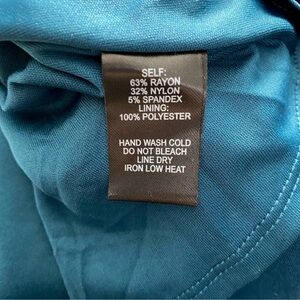 SELF:
63% RAYON
32% NYLON
5% SPANDEX
LINING:
100% POLYESTER
HAND WASH COLD
DO NOT BLEACH
LINE DRY
IRON LOW HEAT